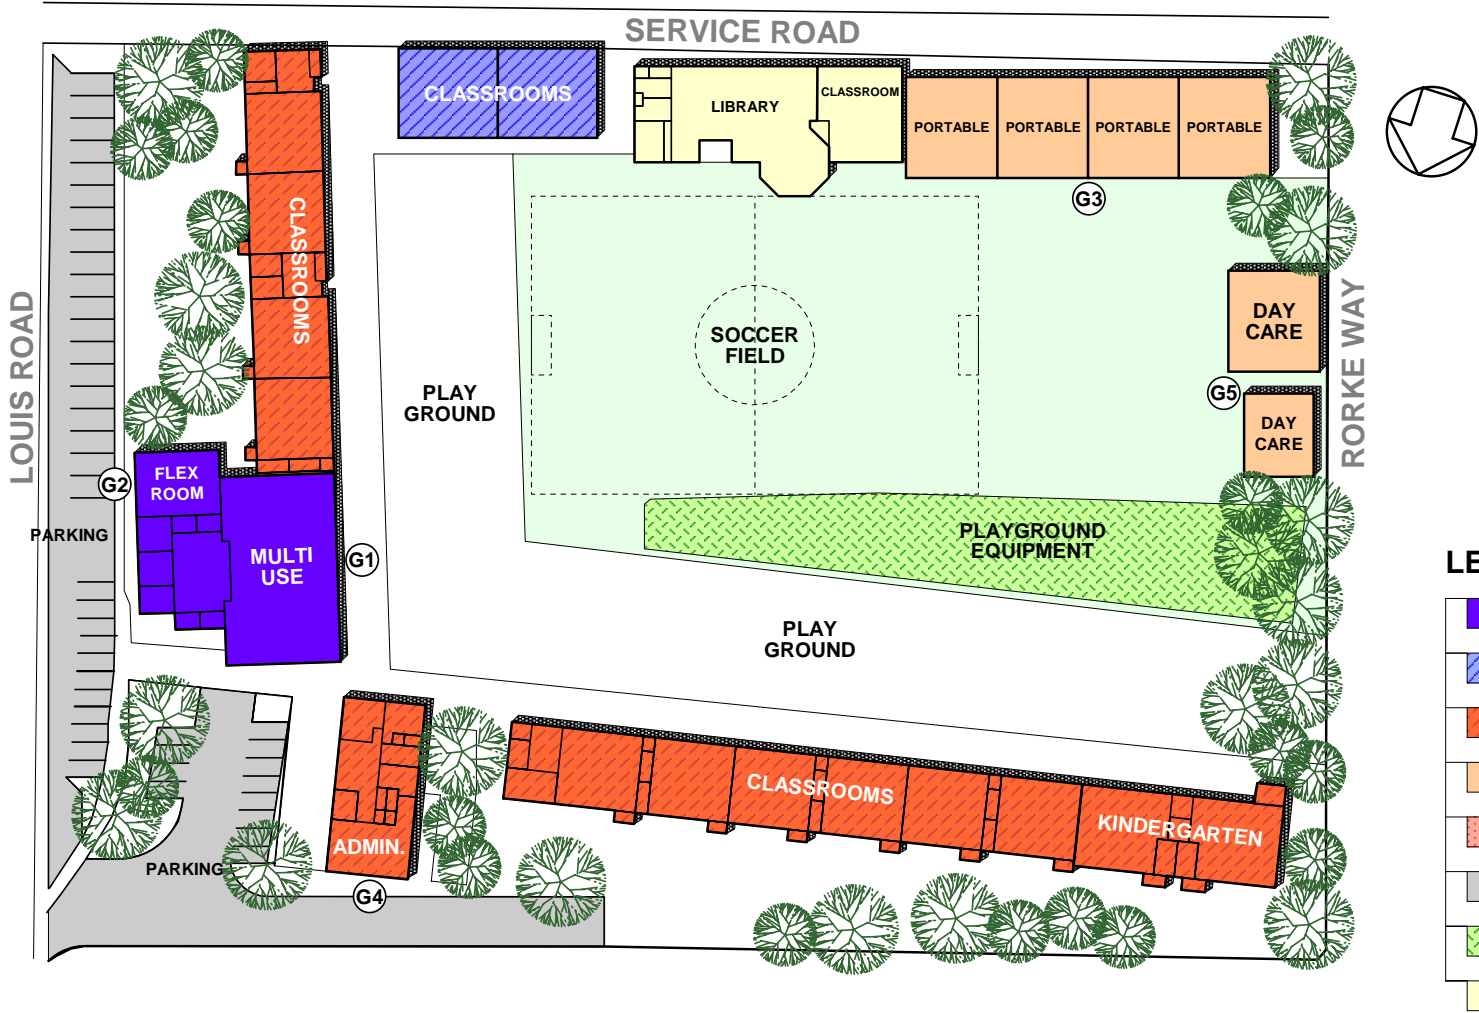 SERVICE ROAD
CLASSROOMS
LIBRARY
CLASSROOM
PORTABLE
PORTABLE
PORTABLE
PORTABLE
G3
CLASSROOMS
LOUIS ROAD
RORKE WAY
DAY
CARE
SOCCER
FIELD
PLAY
GROUND
G5
DAY
CARE
FLEX
ROOM
G2
PARKING
MULTI
USE
G1
PLAYGROUND
EQUIPMENT
LE
PLAY
GROUND
CLASSROOMS
KINDERGARTEN
ADMIN.
PARKING
G4